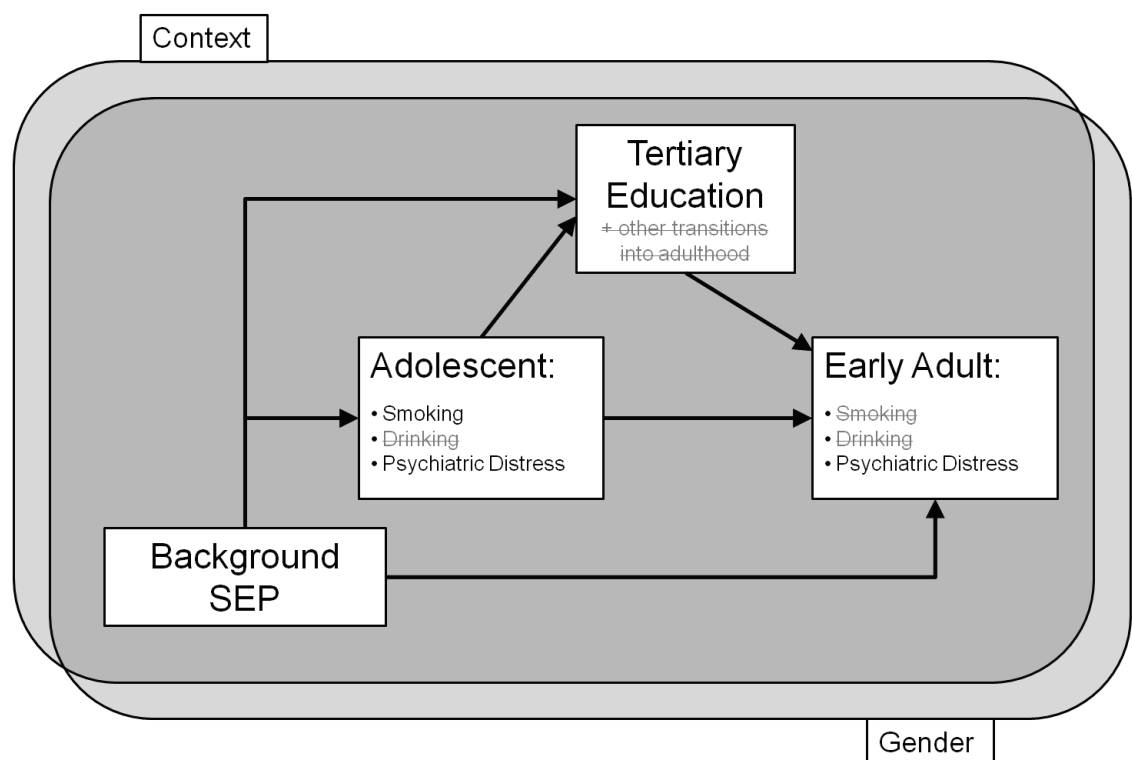 Context
Tertiary
Education
+ other transitions
into adulthood
Adolescent:
• Smoking
• Drinking
• Psychiatric Distress
Early Adult:
• Smoking
• Drinking
• Psychiatric Distress
Background
SEP
Gender